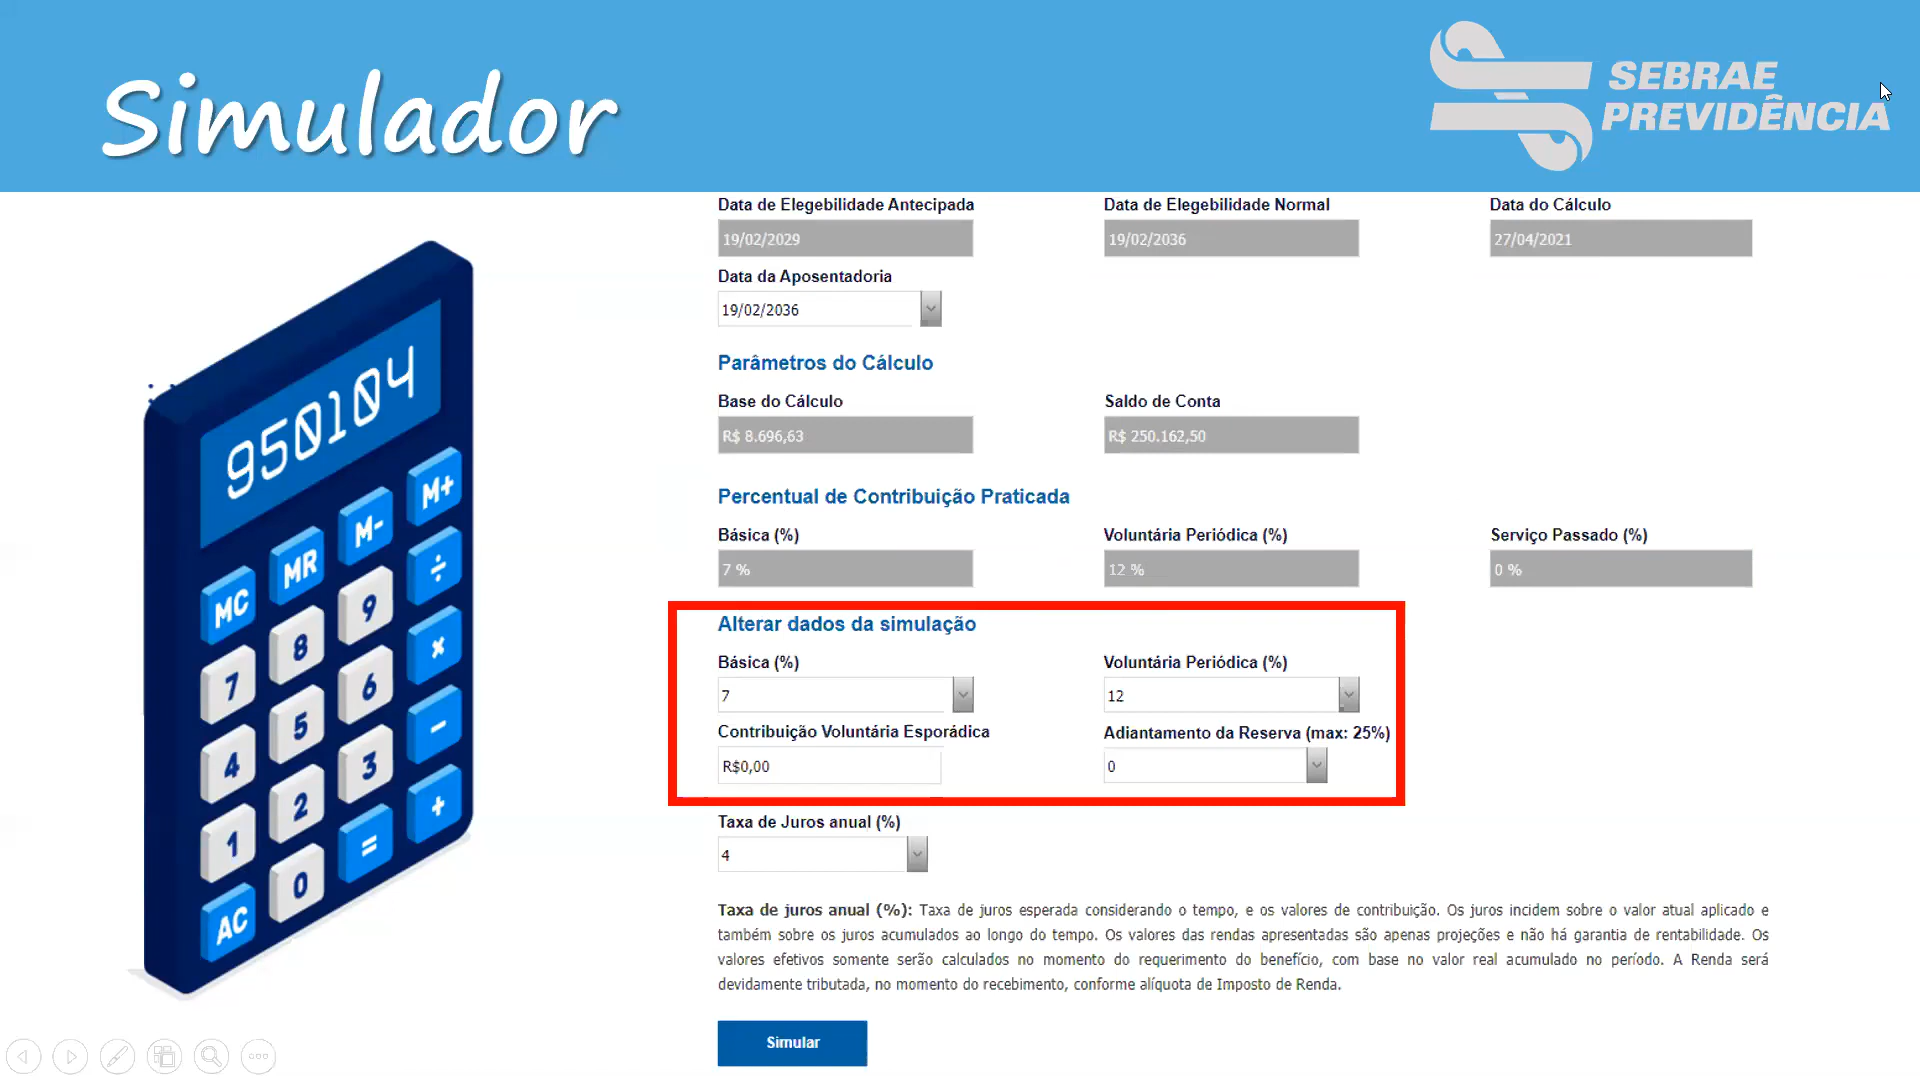 Simulador
SEBRAE
PREVIDÊNCIA
Data de Elegebilidade Antecipada
Data de Elegebilidade Normal
Data do Cálculo
19/02/2029
19/02/2036
27/04/2021
Data da Aposentadoria
19/02/2036
Parâmetros do Cálculo
Base do Cálculo
Saldo de Conta
R$ 8.696,63
R$ 250.162,50
Percentual de Contribuição Praticada
Básica (%)
Voluntária Periódica (%)
Serviço Passado (%)
7 %
12 %
0 %
Alterar dados da simulação
Básica (%)
Voluntária Periódica (%)
7
12
Contribuição Voluntária Esporádica
Adiantamento da Reserva (max: 25%)
R$0,00
0
Taxa de Juros anual (%)
4
Taxa de juros anual (%): Taxa de juros esperada considerando o tempo, e os valores de contribuição. Os juros incidem sobre o valor atual aplicado e
também sobre os juros acumulados ao longo do tempo. Os valores das rendas apresentadas são apenas projeções e não há garantia de rentabilidade. Os
valores efetivos somente serão calculados no momento do requerimento do benefício, com base no valor real acumulado no período. A Renda será
devidamente tributada, no momento do recebimento, conforme alíquota de Imposto de Renda.
Simular
950104
MC MR M- M+
7 8 9 ÷
4 5 6 ×
1 2 3 -
AC 0 = +